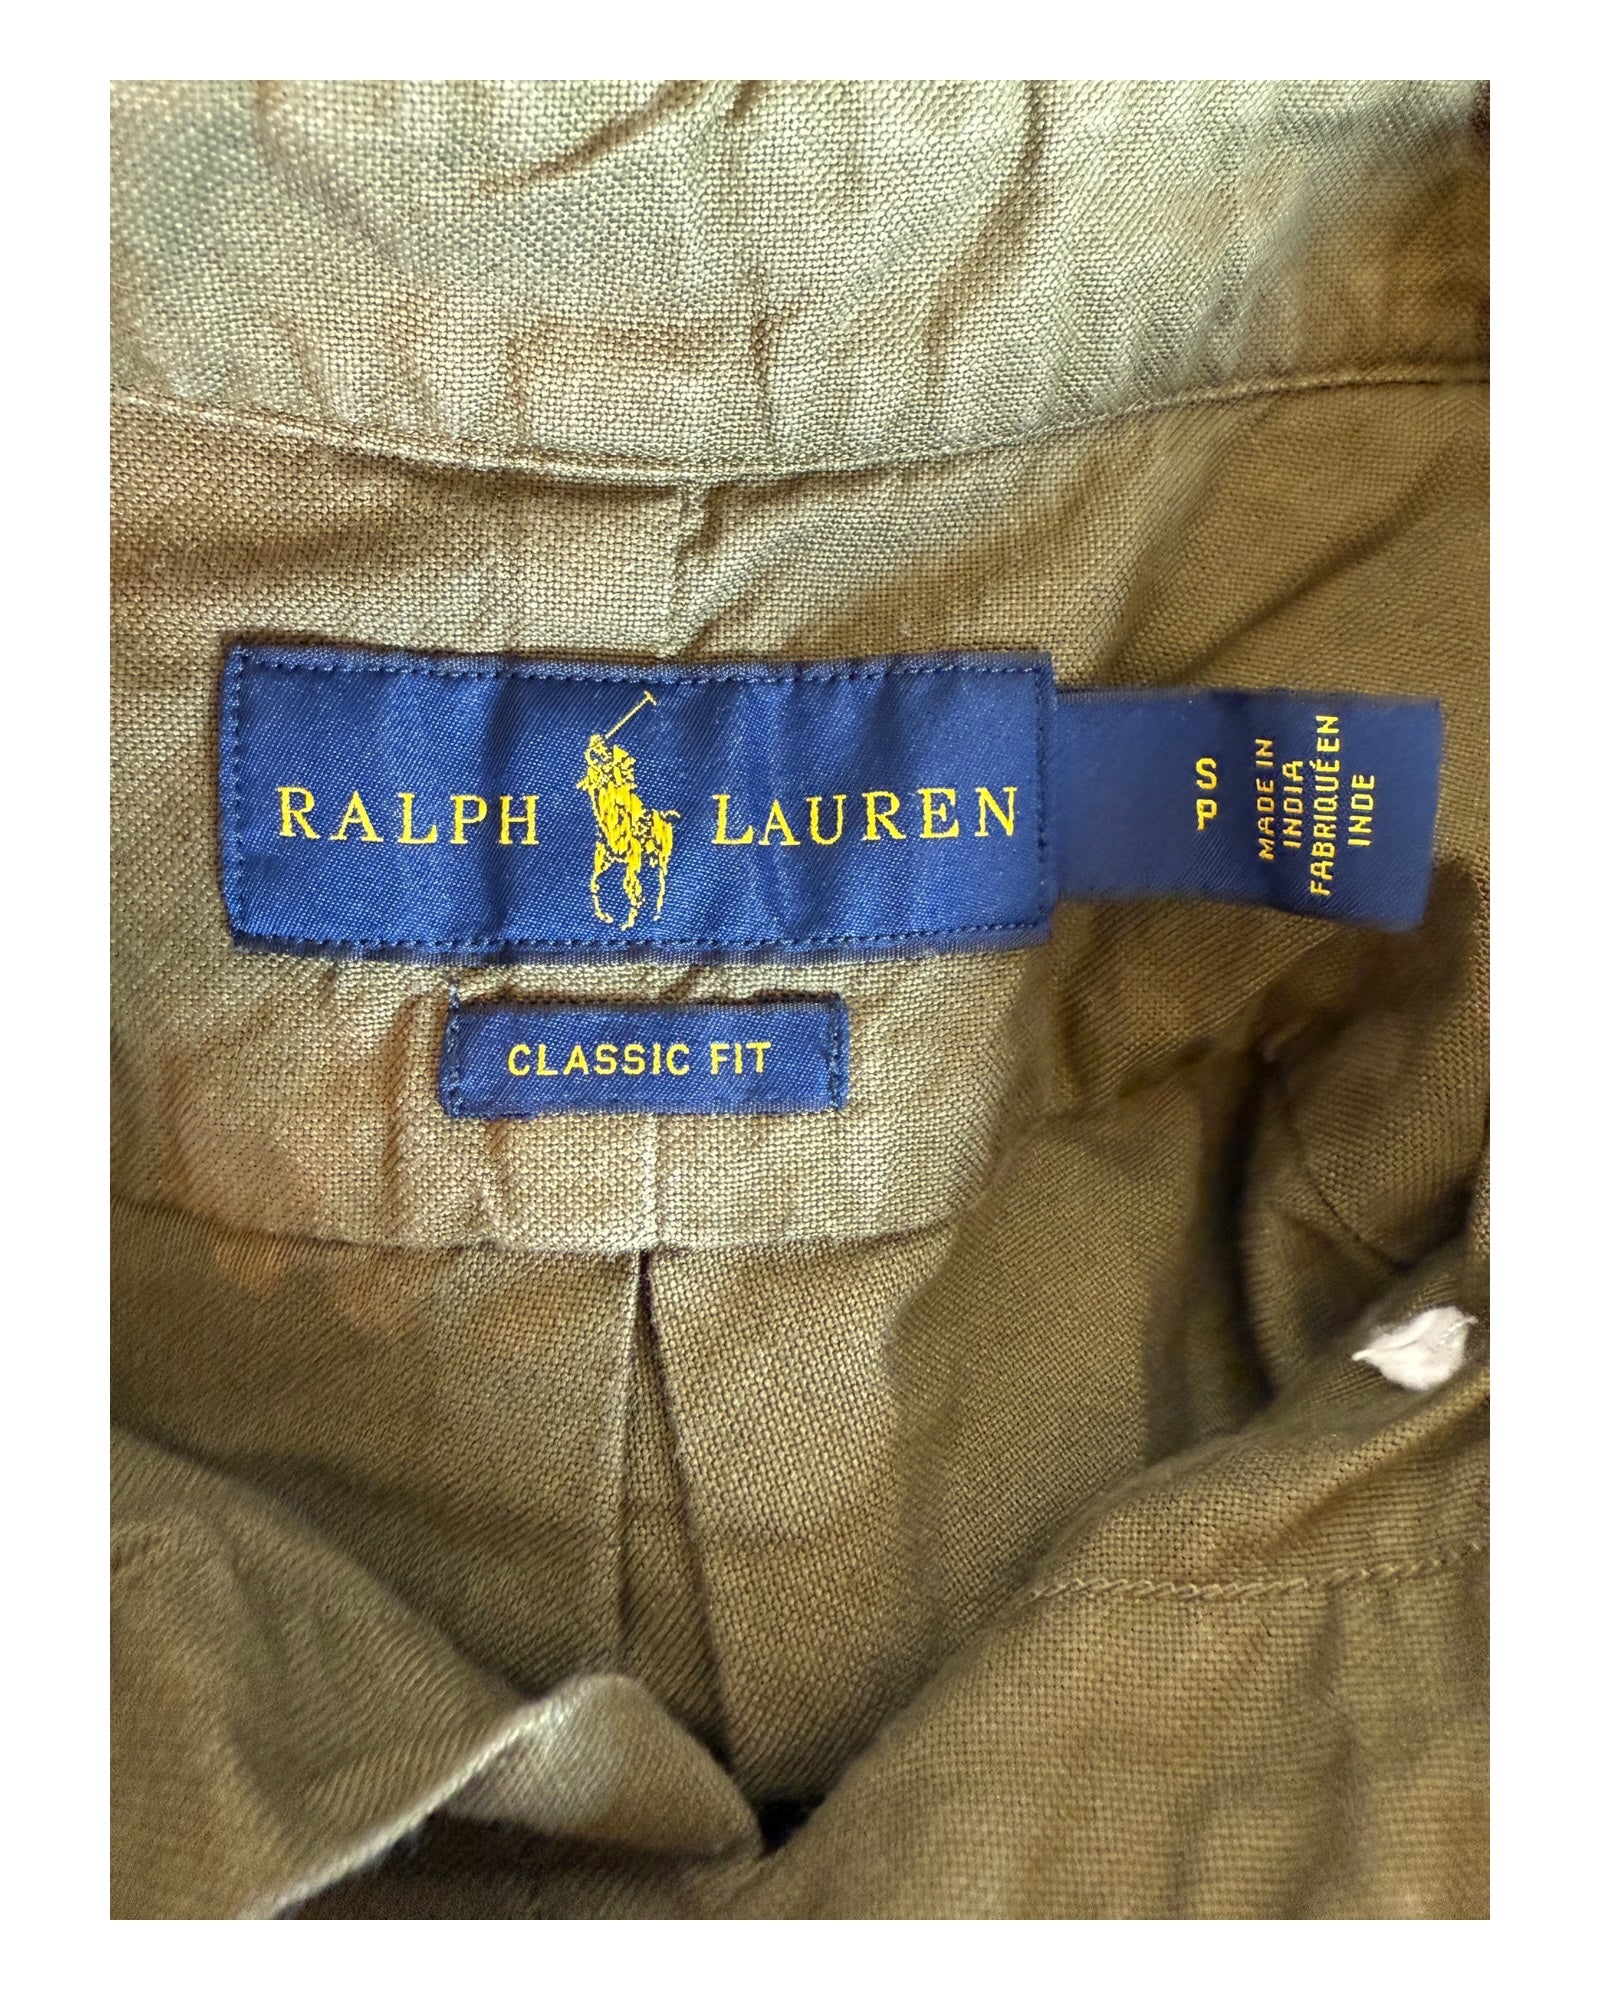 RALPH LAUREN
CLASSIC FIT
S
P
MADE IN
INDIA
FABRIQUÉ EN
INDE